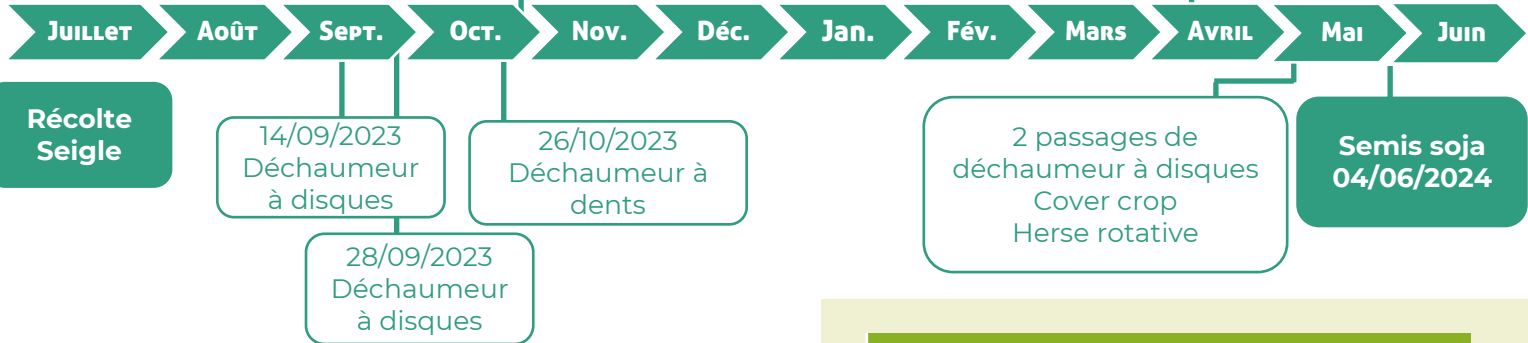 Juillet Août Sept. Oct. Nov. Déc. Jan. Fév. Mars Avril Mai Juin
Récolte
Seigle
14/09/2023
Déchaumeur
à disques
28/09/2023
Déchaumeur
à disques
26/10/2023
Déchaumeur à
dents
2 passages de
déchaumeur à disques
Cover crop
Herse rotative
Semis soja
04/06/2024